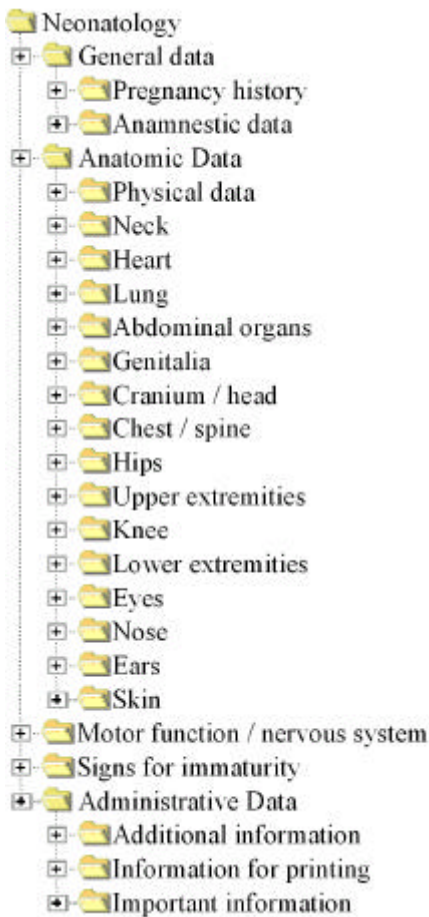 Neonatology
General data
Pregnancy history
Anamnestic data
Anatomic Data
Physical data
Neck
Heart
Lung
Abdominal organs
Genitalia
Cranium / head
Chest / spine
Hips
Upper extremities
Knee
Lower extremities
Eyes
Nose
Ears
Skin
Motor function / nervous system
Signs for immaturity
Administrative Data
Additional information
Information for printing
Important information